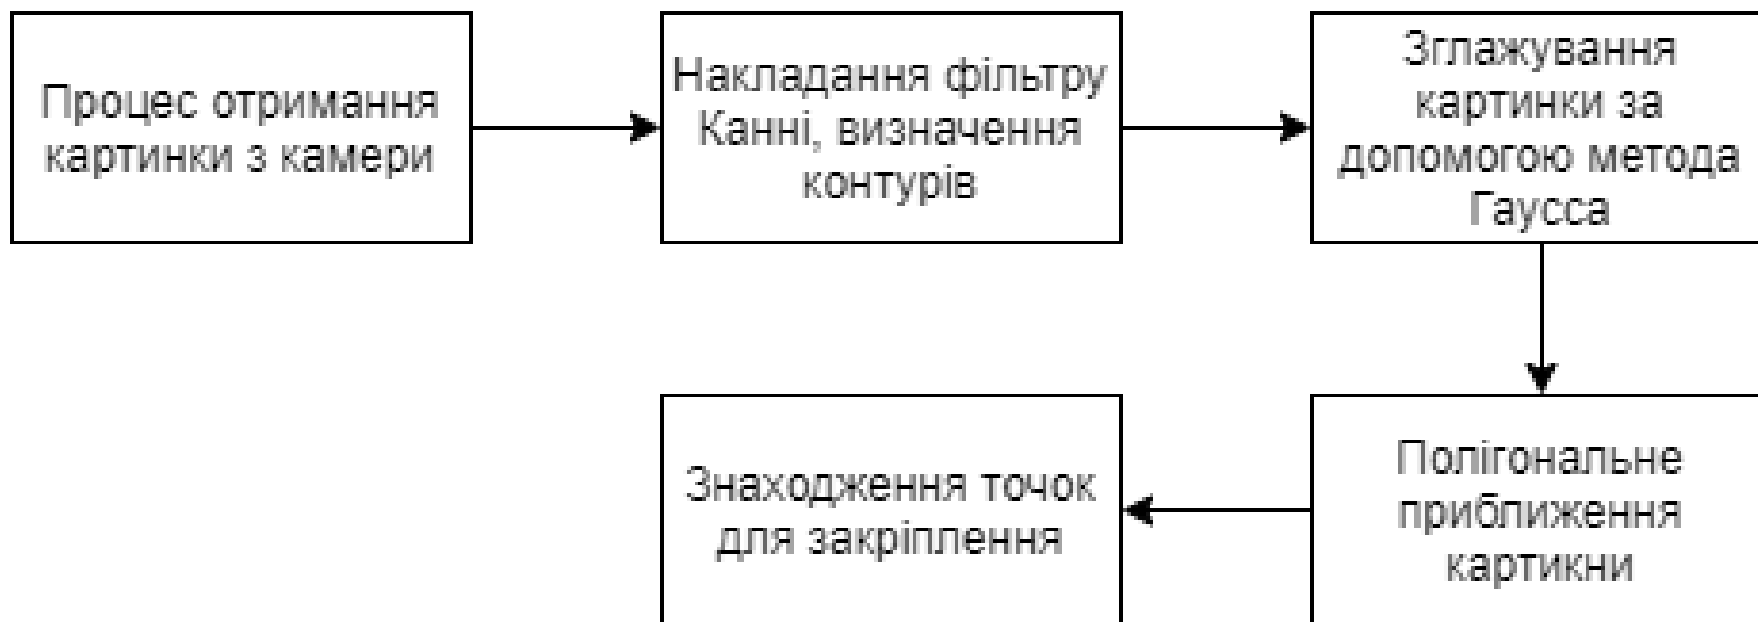 Процес отримання
картинки з камери
Накладання фільтру
Канні, визначення
контурів
Зглажування
картинки за
допомогою метода
Гаусса
Полігональне
приближення
картикни
Знаходження точок
для закріплення